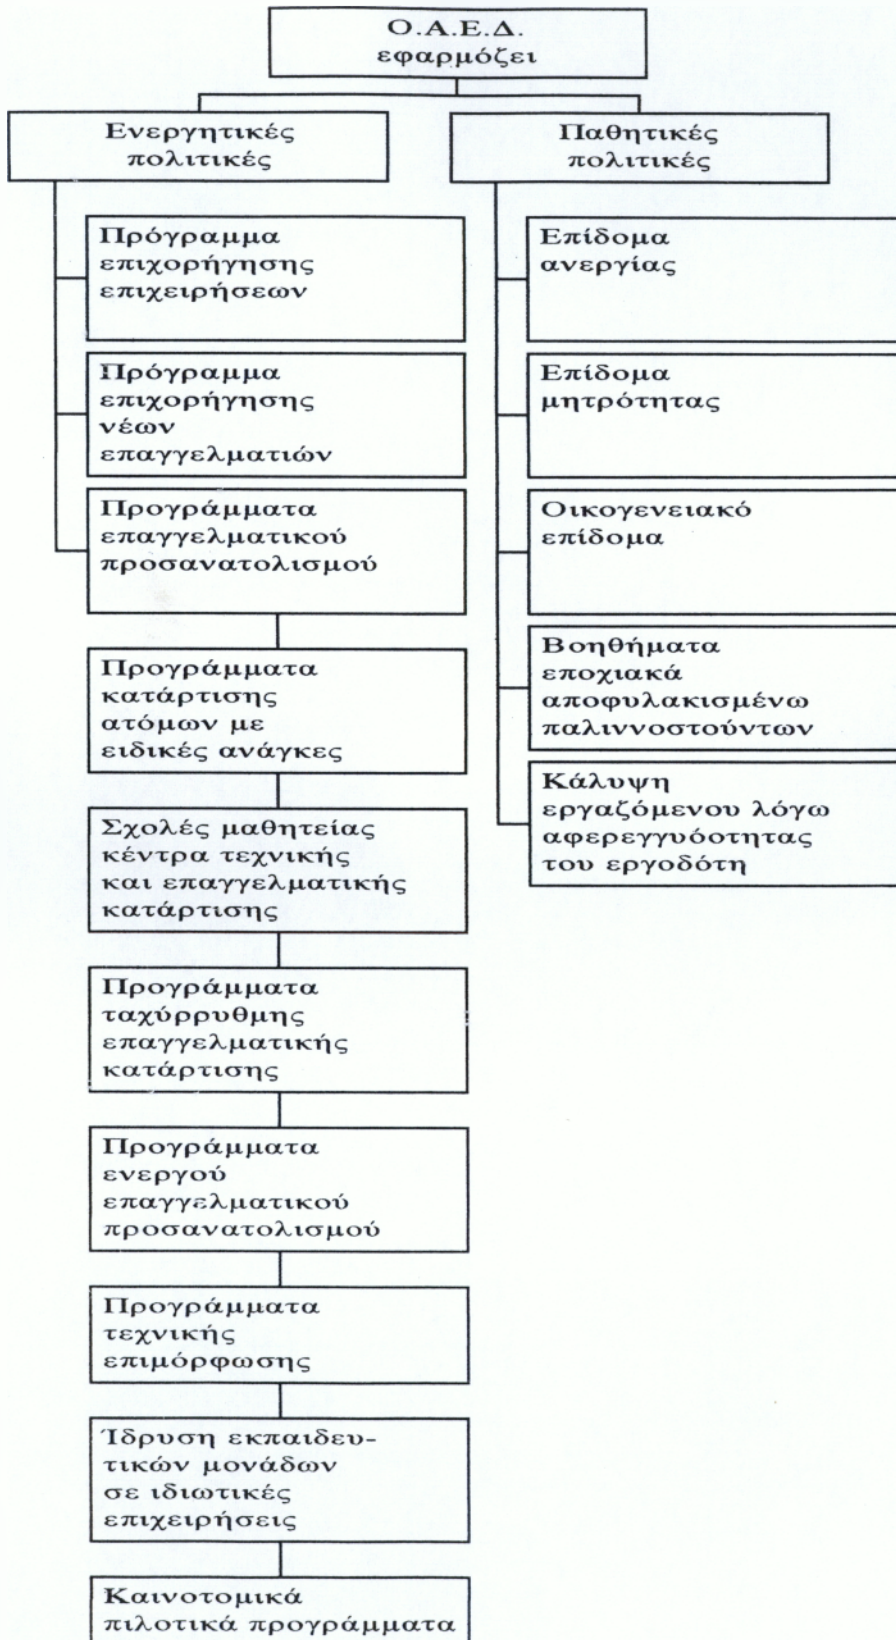 Ο.Α.Ε.Δ.
εφαρμόζει
Ενεργητικές
πολιτικές
Παθητικές
πολιτικές
Πρόγραμμα
επιχορήγησης
επιχειρήσεων
Πρόγραμμα
επιχορήγησης
νέων
επαγγελματιών
Προγράμματα
επαγγελματικού
προσανατολισμού
Προγράμματα
κατάρτισης
ατόμων με
ειδικές ανάγκες
Σχολές μαθητείας
κέντρα τεχνικής
και επαγγελματικής
κατάρτισης
Προγράμματα
ταχύρρυθμης
επαγγελματικής
κατάρτισης
Προγράμματα
ενεργού
επαγγελματικού
προσανατολισμού
Προγράμματα
τεχνικής
επιμόρφωσης
Ίδρυση εκπαιδευ-
τικών μονάδων
σε ιδιωτικές
επιχειρήσεις
Καινοτομικά
πιλοτικά προγράμματα
Επίδομα
ανεργίας
Επίδομα
μητρότητας
Οικογενειακό
επίδομα
Βοηθήματα
εποχιακά
αποφυλακισμένω
παλιννοστούντων
Κάλυψη
εργαζόμενου λόγω
αφερεγγυόοτητας
του εργοδότη